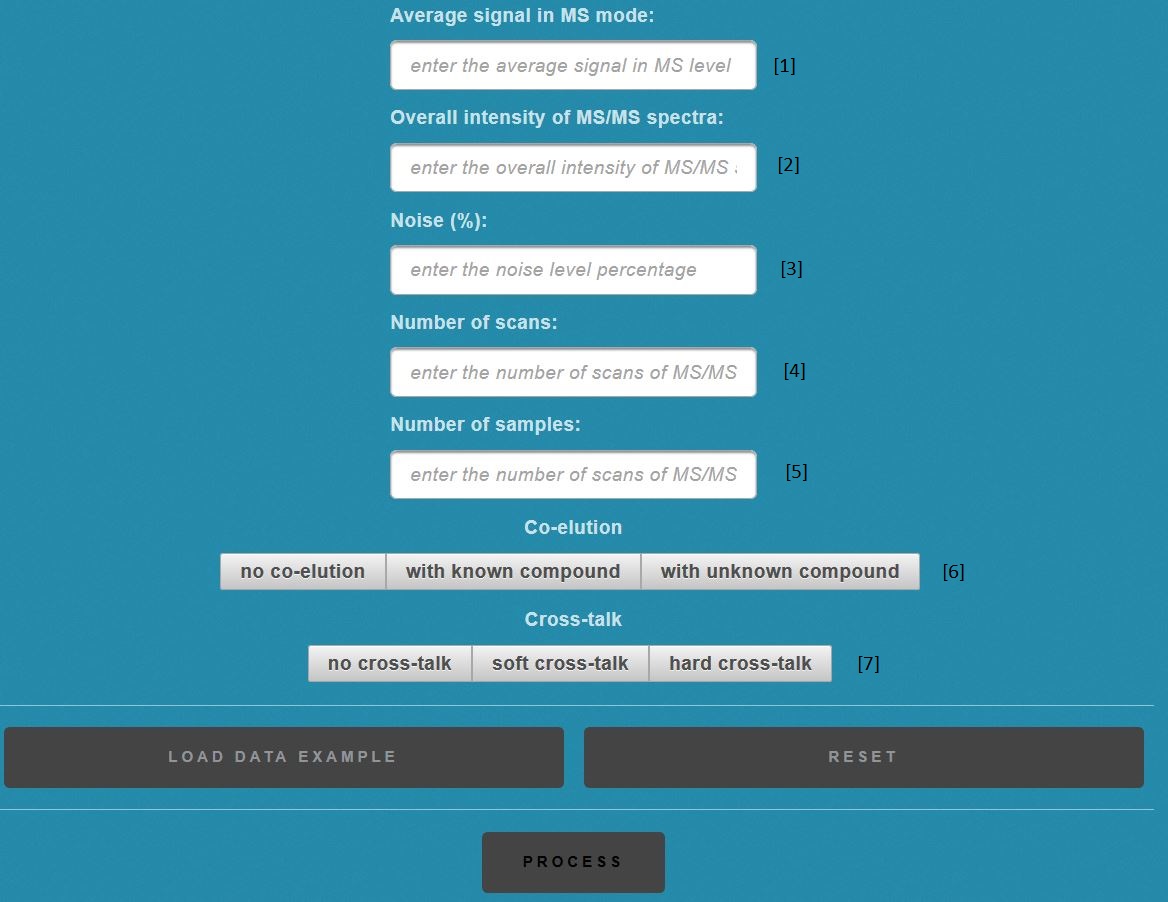 Average signal in MS mode:
enter the average signal in MS level [1]
Overall intensity of MS/MS spectra:
enter the overall intensity of MS/MS [2]
Noise (%):
enter the noise level percentage [3]
Number of scans:
enter the number of scans of MS/MS [4]
Number of samples:
enter the number of scans of MS/MS [5]
Co-elution
no co-elution with known compound with unknown compound [6]
Cross-talk
no cross-talk soft cross-talk hard cross-talk [7]
LOAD DATA EXAMPLE RESET
PROCESS